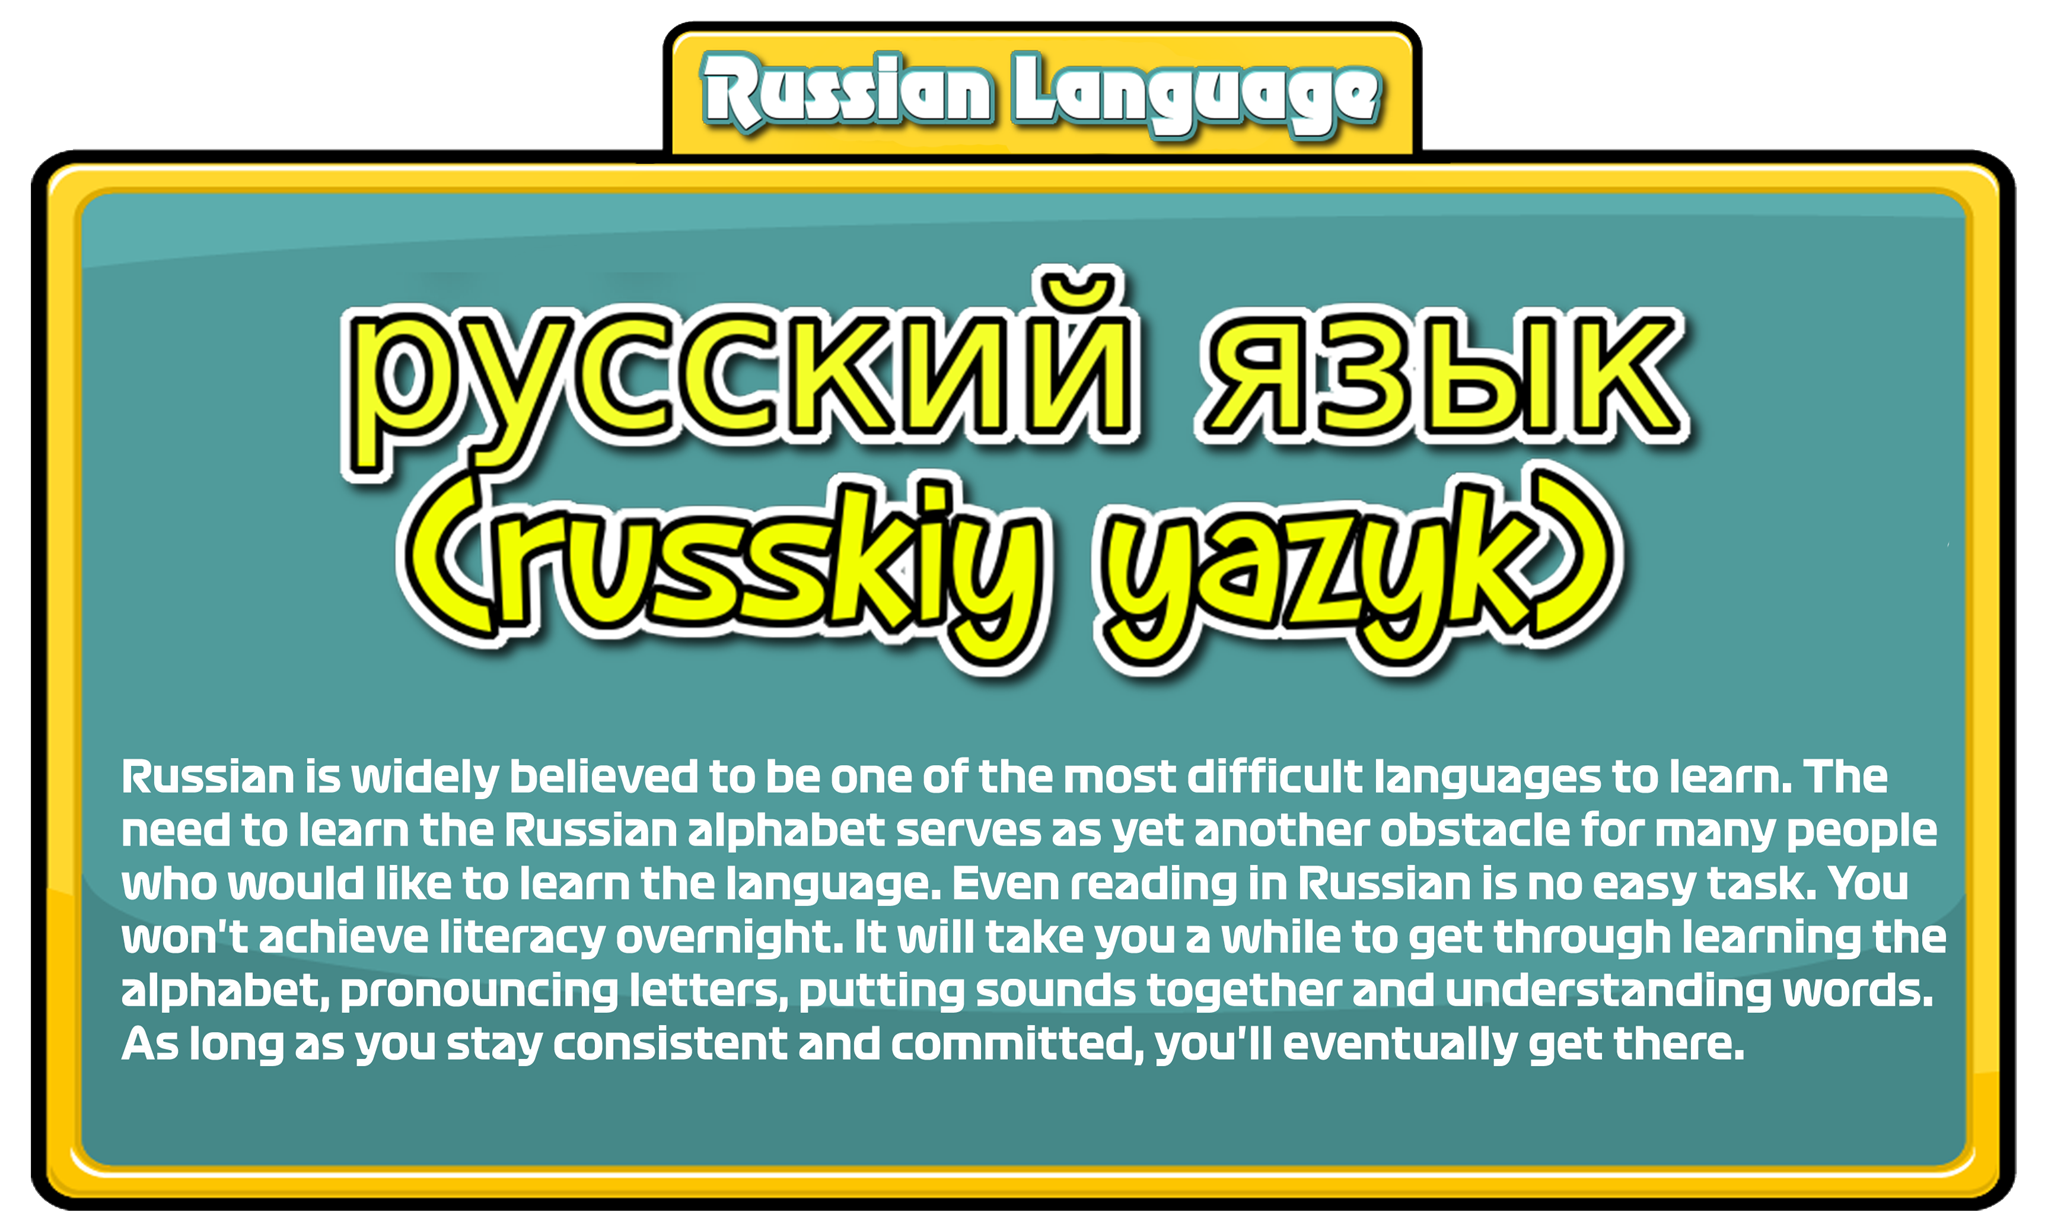 Russian Language
русский язык
(russkiy yazyk)
Russian is widely believed to be one of the most difficult languages to learn. The
need to learn the Russian alphabet serves as yet another obstacle for many people
who would like to learn the language. Even reading in Russian is no easy task. You
won't achieve literacy overnight. It will take you a while to get through learning the
alphabet, pronouncing letters, putting sounds together and understanding words.
As long as you stay consistent and committed, you'll eventually get there.